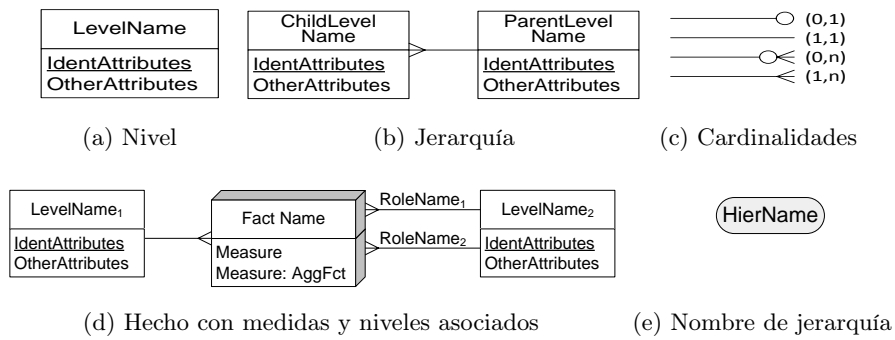 LevelName
IdentAttributes
OtherAttributes
(a) Nivel
ChildLevel
Name
IdentAttributes
OtherAttributes
ParentLevel
Name
IdentAttributes
OtherAttributes
(b) Jerarquía
(0,1)
(1,1)
(0,n)
(1,n)
(c) Cardinalidades
LevelName₁
IdentAttributes
OtherAttributes
Fact Name
Measure
Measure: AggFct
RoleName₁
RoleName₂
LevelName₂
IdentAttributes
OtherAttributes
(d) Hecho con medidas y niveles asociados
HierName
(e) Nombre de jerarquía